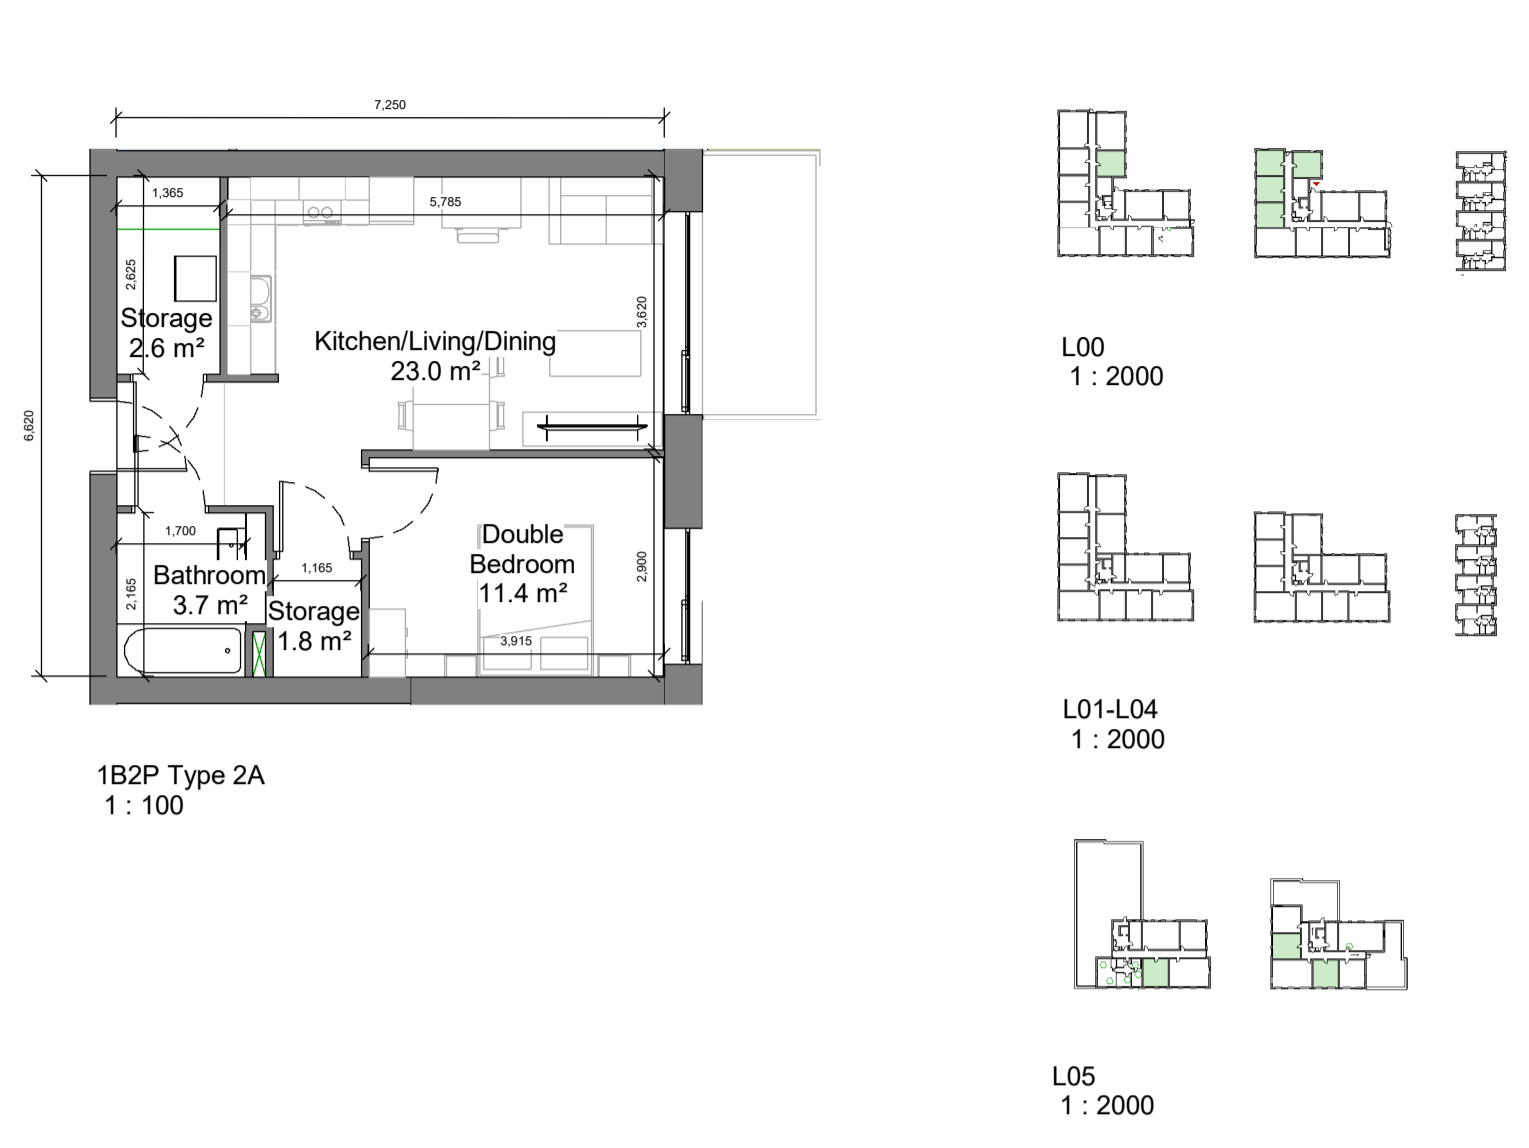 7,250
1,365
5,785
2,625
Storage
2.6 m²
Kitchen/Living/Dining
23.0 m²
3,620
6,620
1,700
Bathroom
3.7 m²
2,165
1,165
Storage
1.8 m²
Double
Bedroom
11.4 m²
2,900
3,915
1B2P Type 2A
1 : 100
L00
1 : 2000
L01-L04
1 : 2000
L05
1 : 2000